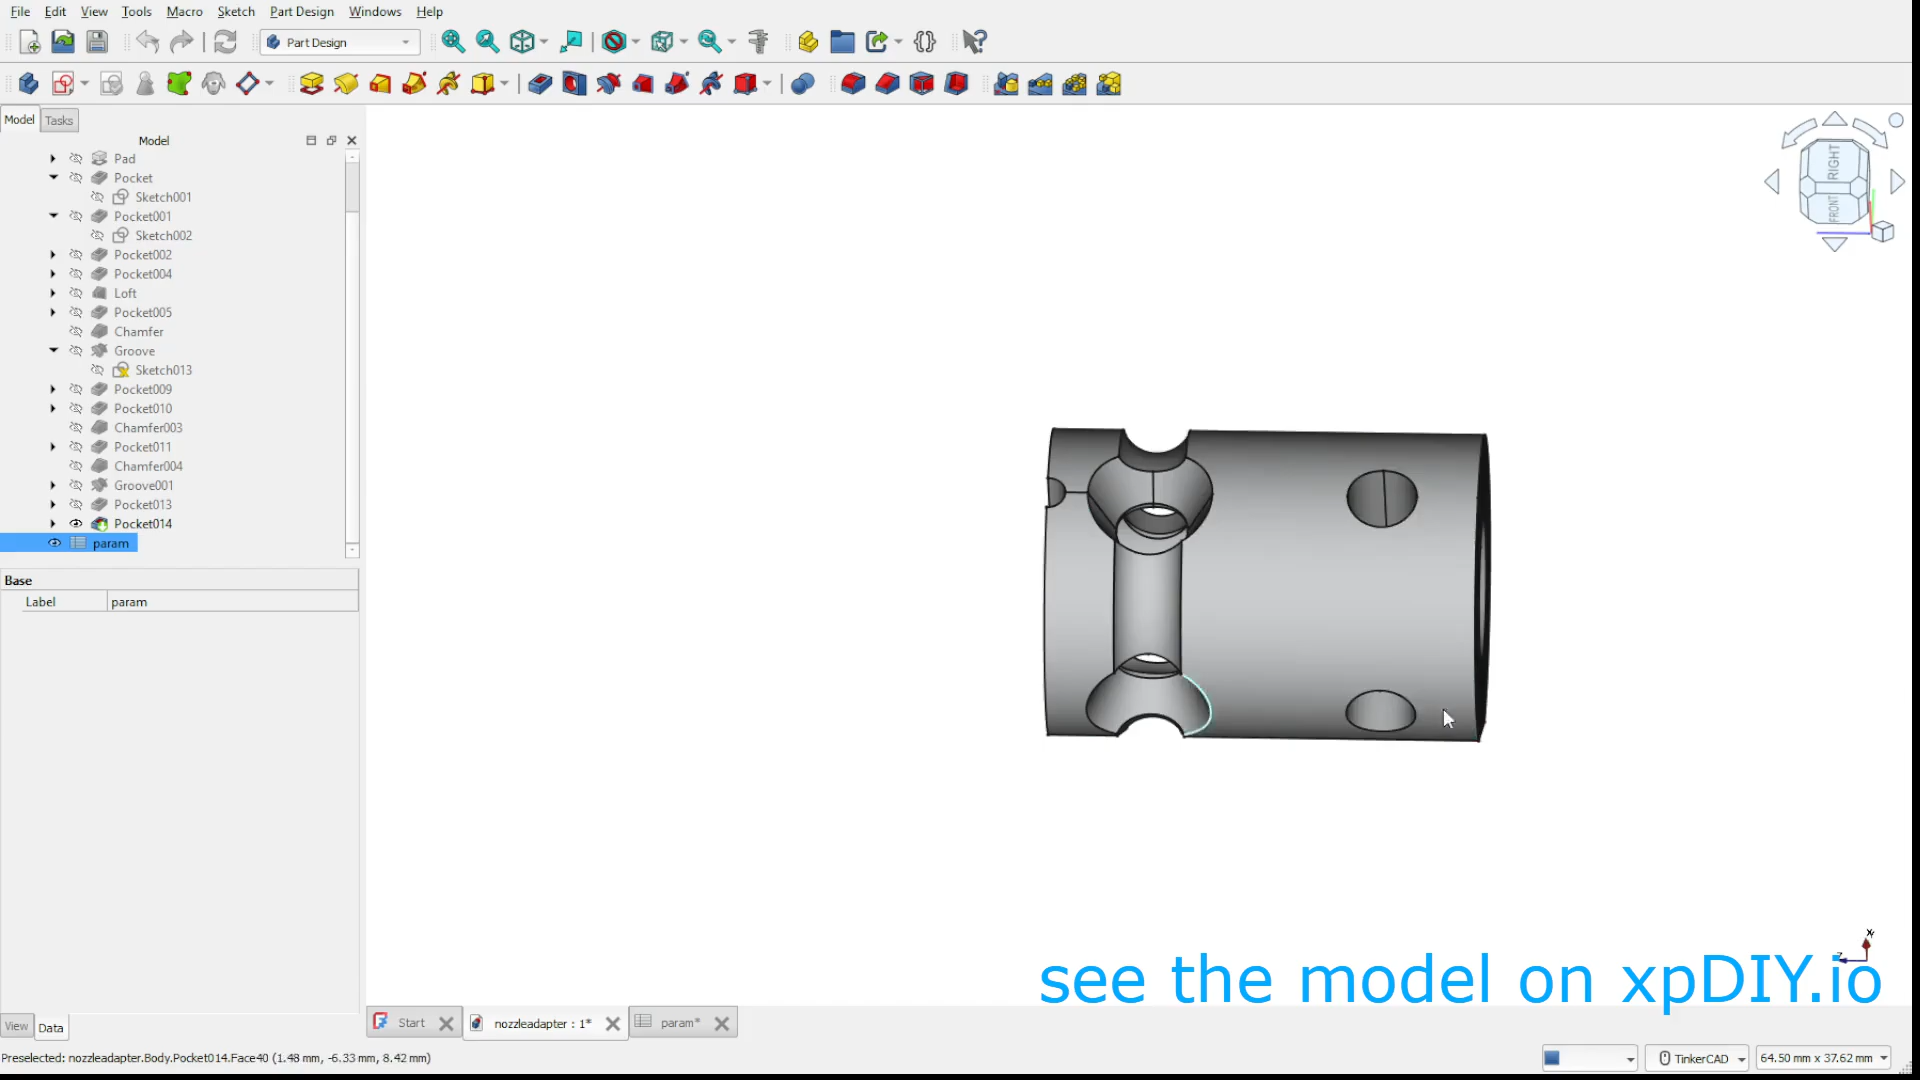 File Edit View Tools Macro Sketch Part Design Windows Help
Part Design
Model Tasks
Model
Pad
Pocket
Sketch001
Pocket001
Sketch002
Pocket002
Pocket004
Loft
Pocket005
Chamfer
Groove
Sketch013
Pocket009
Pocket010
Chamfer003
Pocket011
Chamfer004
Groove001
Pocket013
Pocket014
param
Base
Label param
RIGHT
FRONT
see the model on xpDIY.io
View Data
Start nozzleadapter : 1* param*
Preselected: nozzleadapter.Body.Pocket014.Face40 (1.48 mm, -6.33 mm, 8.42 mm)
TinkerCAD 64.50 mm x 37.62 mm